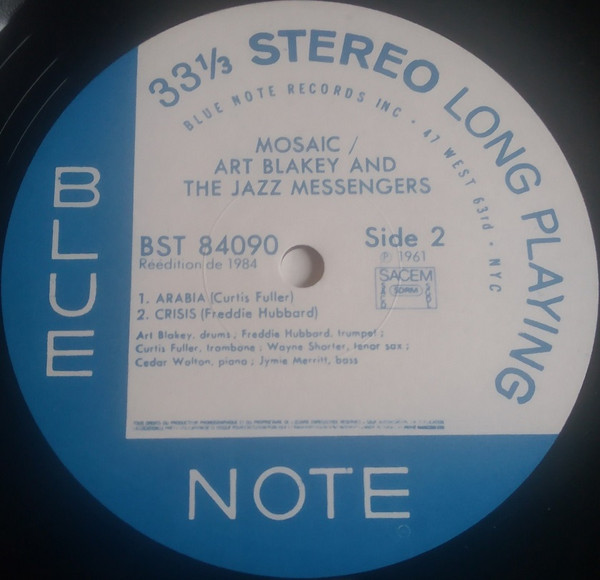 33⅓ STEREO LONG PLAYING
BLUE NOTE RECORDS INC • 47 WEST 63rd • NYC
MOSAIC /
ART BLAKEY AND
THE JAZZ MESSENGERS
BST 84090
Réédition de 1984
Side 2
℗ 1961
SACEM
SDRM
1. ARABIA (Curtis Fuller)
2. CRISIS (Freddie Hubbard)
Art Blakey, drums ; Freddie Hubbard, trumpet ;
Curtis Fuller, trombone ; Wayne Shorter, tenor sax ;
Cedar Walton, piano ; Jymie Merritt, bass
BLUE
NOTE